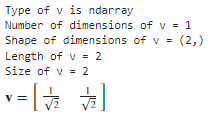 Type of v is ndarray
Number of dimensions of v = 1
Shape of dimensions of v = (2,)
Length of v = 2
Size of v = 2
v = [ 1/√2 1/√2 ]